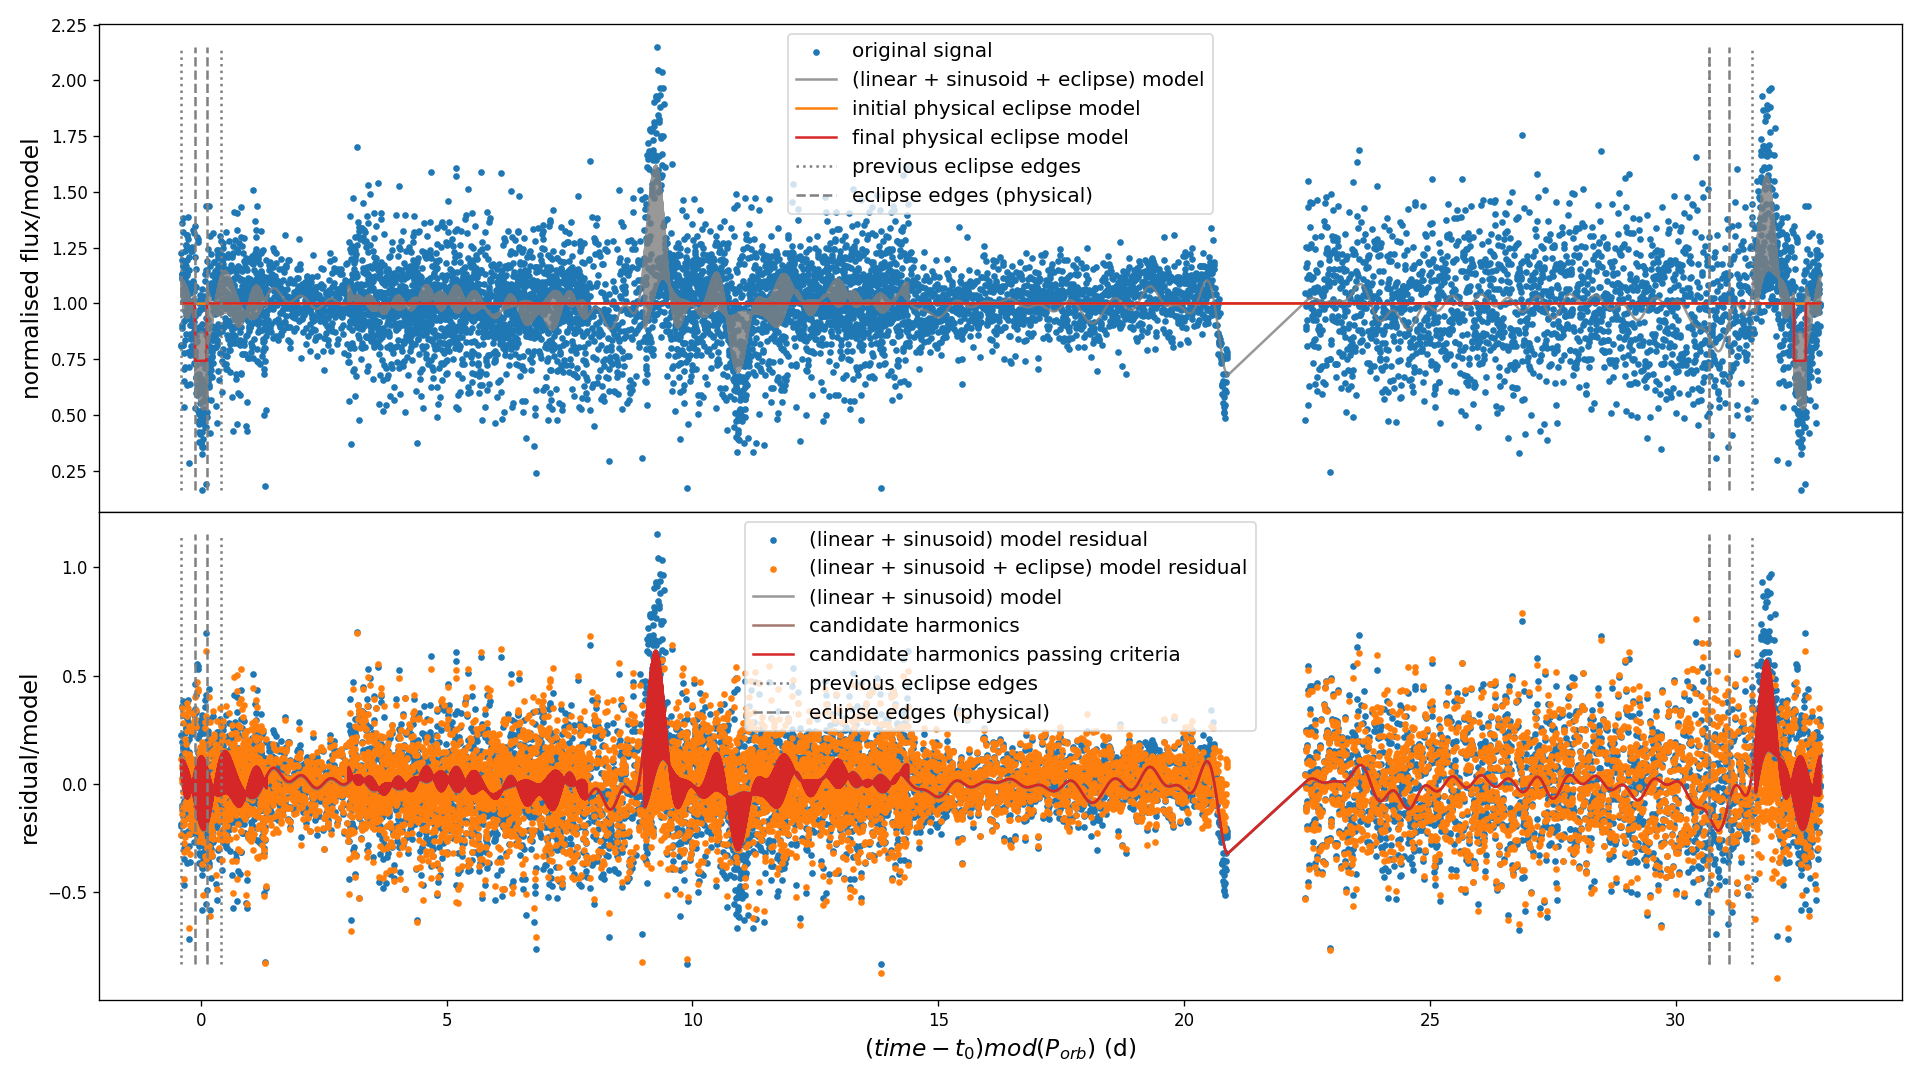 normalised flux/model
2.25
2.00
1.75
1.50
1.25
1.00
0.75
0.50
0.25
original signal
(linear + sinusoid + eclipse) model
initial physical eclipse model
final physical eclipse model
previous eclipse edges
eclipse edges (physical)
residual/model
1.0
0.5
0.0
−0.5
(linear + sinusoid) model residual
(linear + sinusoid + eclipse) model residual
(linear + sinusoid) model
candidate harmonics
candidate harmonics passing criteria
previous eclipse edges
eclipse edges (physical)
0 5 10 15 20 25 30
(time − t₀)mod(P_orb) (d)